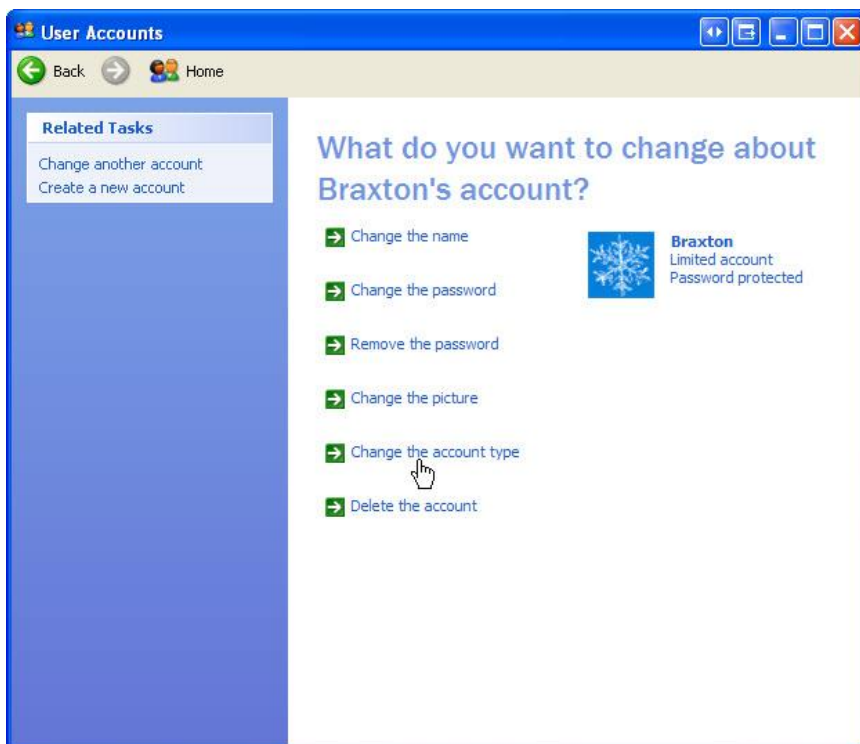 User Accounts
Back
Home
Related Tasks
Change another account
Create a new account
What do you want to change about
Braxton's account?
Change the name
Change the password
Remove the password
Change the picture
Change the account type
Delete the account
Braxton
Limited account
Password protected